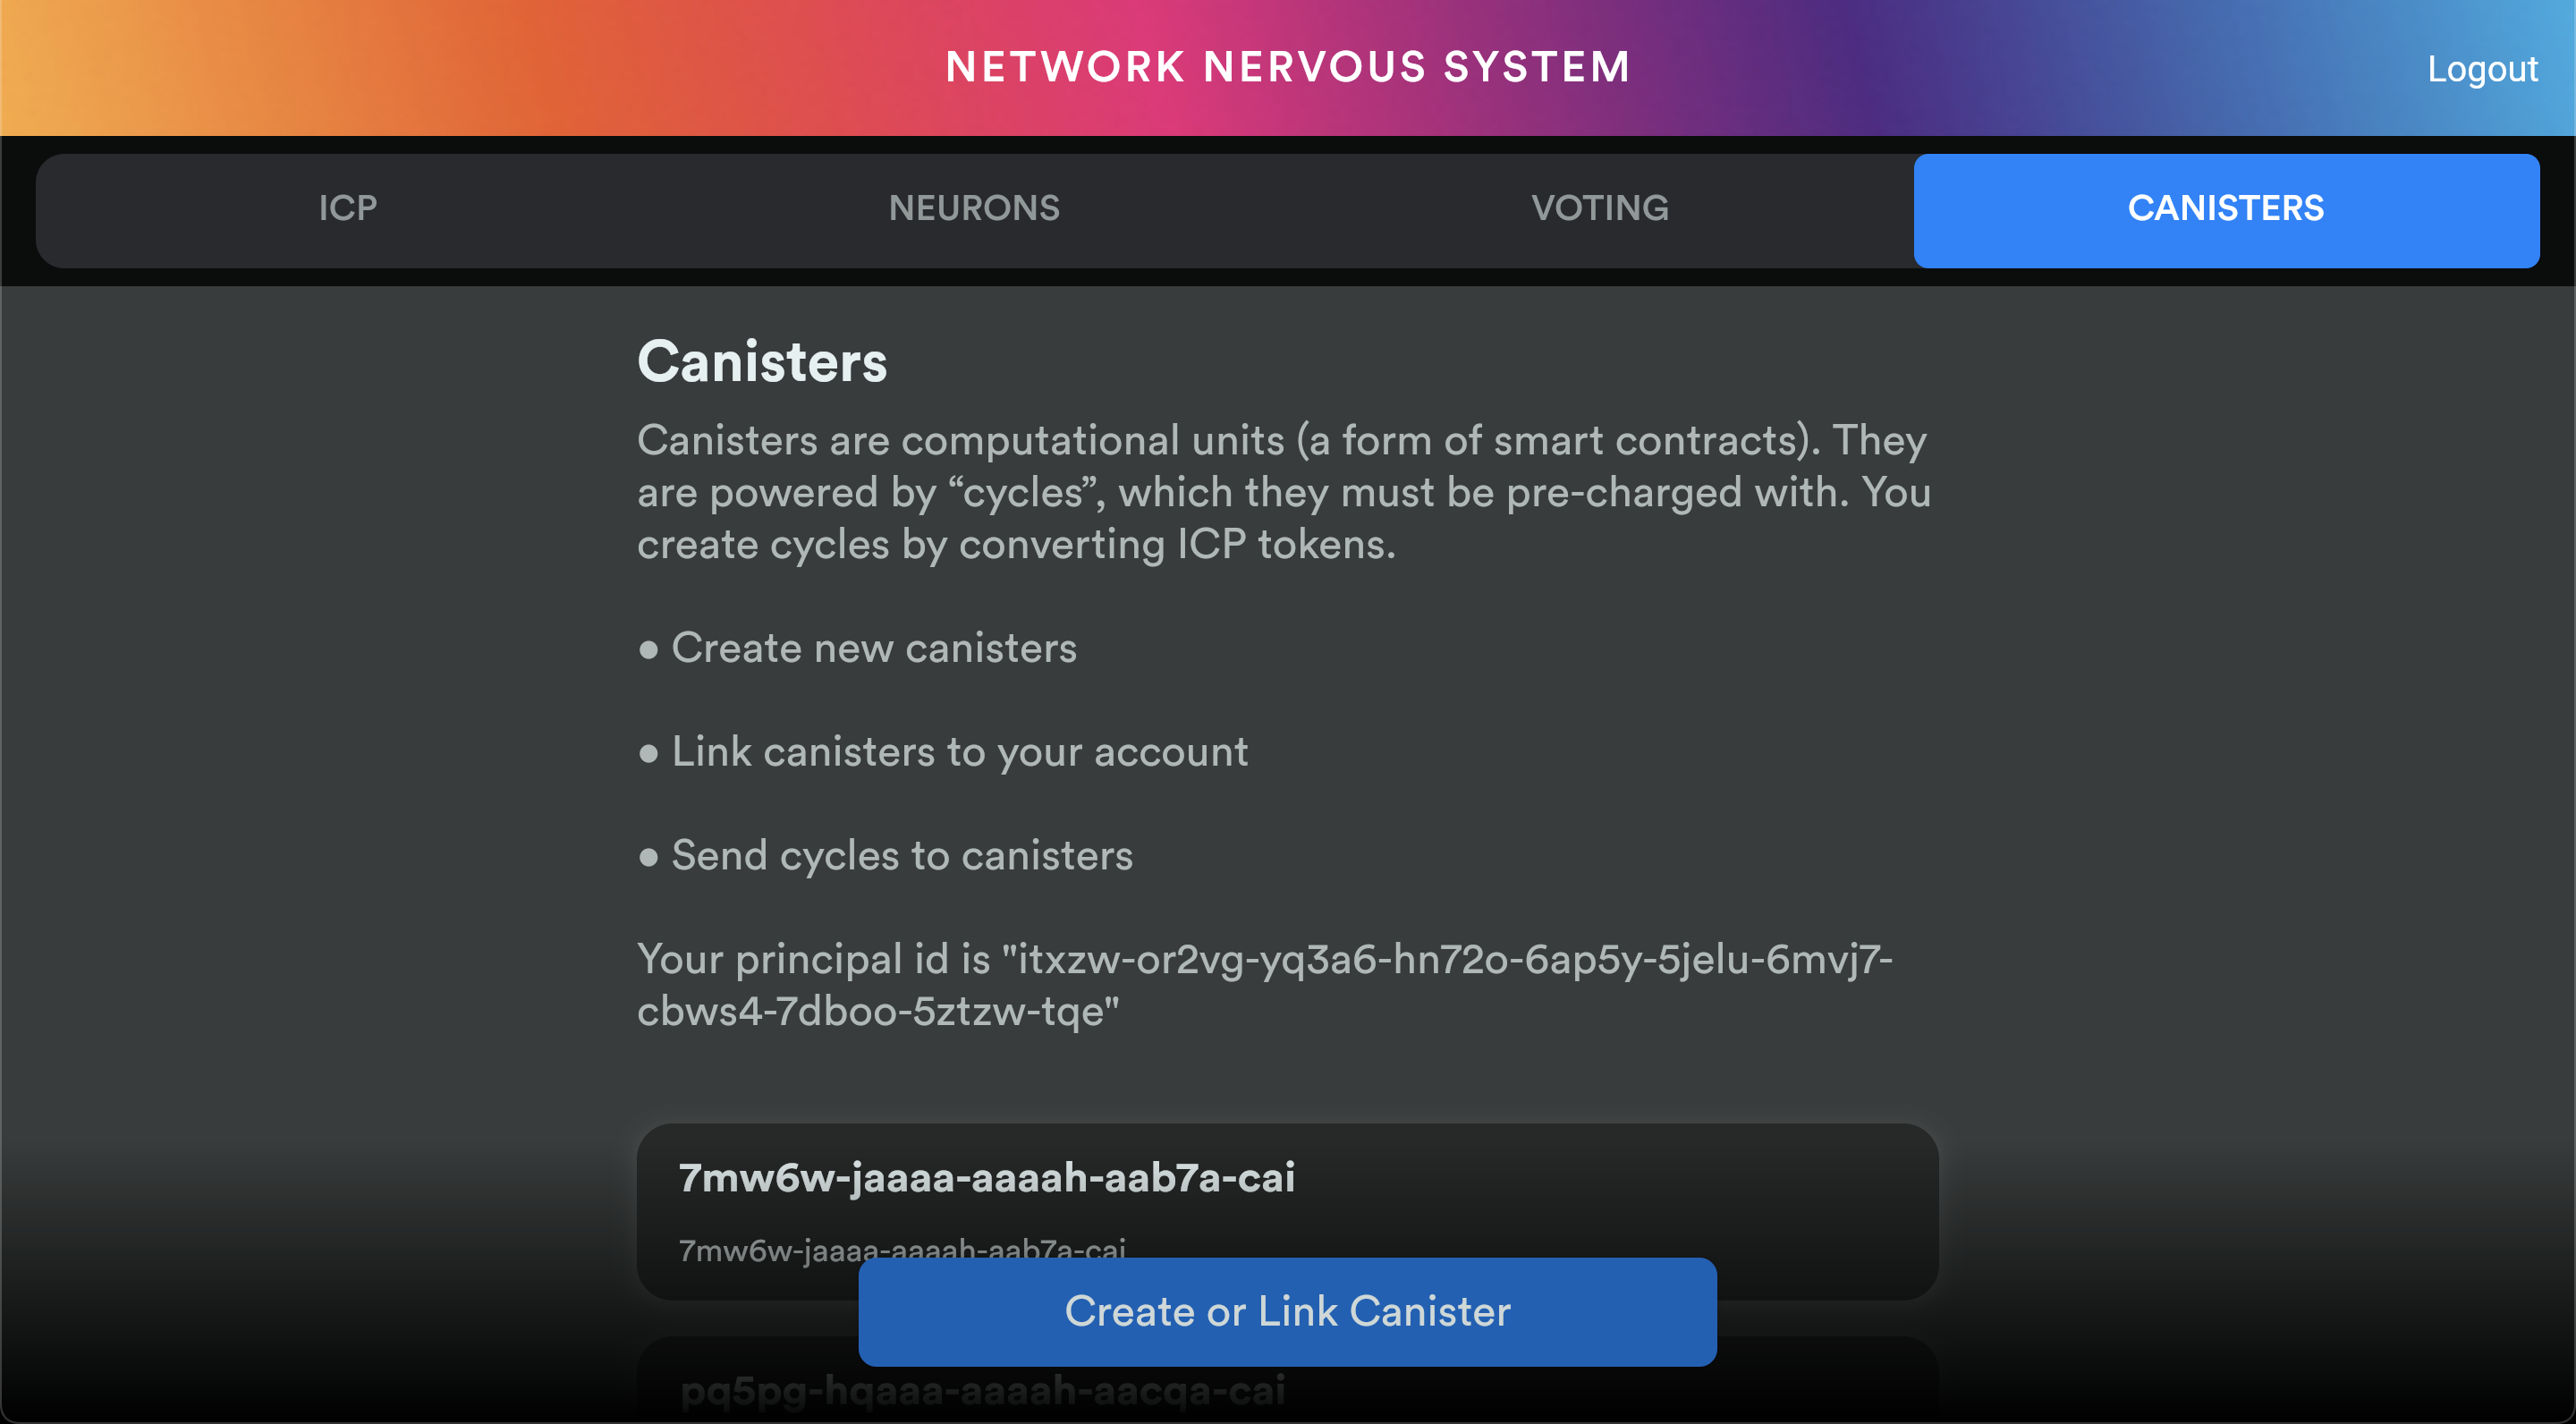 NETWORK NERVOUS SYSTEM
Logout
ICP
NEURONS
VOTING
CANISTERS
Canisters
Canisters are computational units (a form of smart contracts). They
are powered by “cycles”, which they must be pre-charged with. You
create cycles by converting ICP tokens.
● Create new canisters
● Link canisters to your account
● Send cycles to canisters
Your principal id is "itxzw-or2vg-yq3a6-hn72o-6ap5y-5jelu-6mvj7-
cbws4-7dboo-5ztzw-tqe"
7mw6w-jaaaa-aaaah-aab7a-cai
7mw6w-jaaaa-aaaah-aab7a-cai
Create or Link Canister
pq5pg-hqaaa-aaaah-aacqa-cai